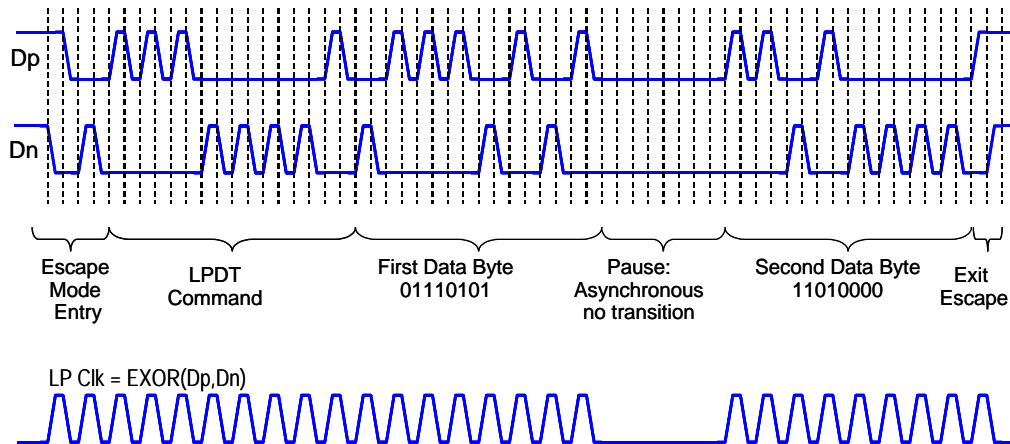 Dp
Dn
Escape
Mode
Entry
LPDT
Command
First Data Byte
01110101
Pause:
Asynchronous
no transition
Second Data Byte
11010000
Exit
Escape
LP Clk = EXOR(Dp,Dn)